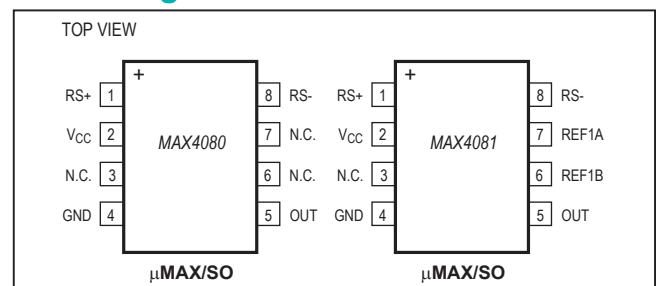 TOP VIEW
+ +
RS+ 1 8 RS- RS+ 1 8 RS-
VCC 2 MAX4080 7 N.C. VCC 2 MAX4081 7 REF1A
N.C. 3 6 N.C. N.C. 3 6 REF1B
GND 4 5 OUT GND 4 5 OUT
μMAX/SO μMAX/SO